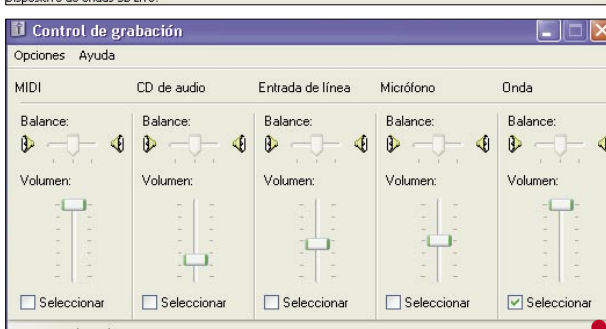 Control de grabación
Opciones Ayuda
MIDI CD de audio Entrada de línea Micrófono Onda
Balance: Balance: Balance: Balance: Balance:
Volumen: Volumen: Volumen: Volumen: Volumen:
Seleccionar Seleccionar Seleccionar Seleccionar Seleccionar